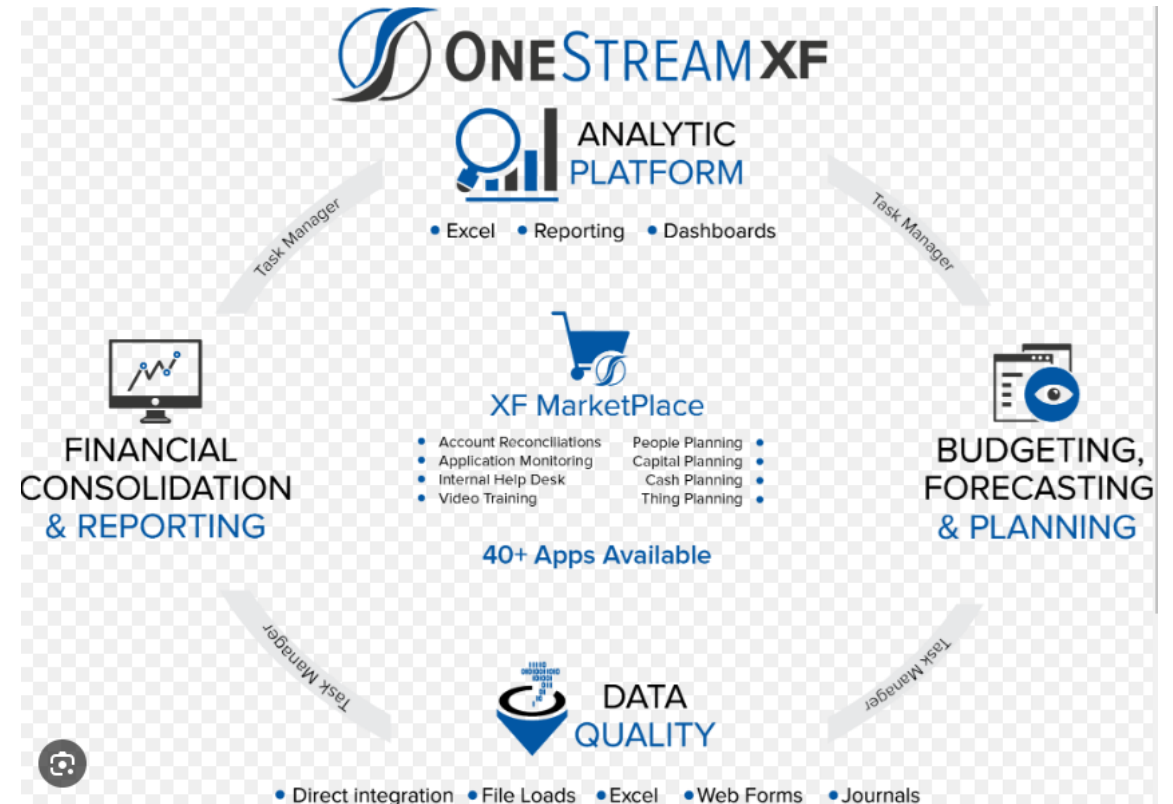 ONESTREAM XF
ANALYTIC
PLATFORM
• Excel • Reporting • Dashboards
Task Manager
Task Manager
FINANCIAL
CONSOLIDATION
& REPORTING
XF MarketPlace
• Account Reconciliations People Planning •
• Application Monitoring Capital Planning •
• Internal Help Desk Cash Planning •
• Video Training Thing Planning •
40+ Apps Available
BUDGETING,
FORECASTING
& PLANNING
Task Manager
Task Manager
DATA
QUALITY
• Direct integration • File Loads • Excel • Web Forms • Journals